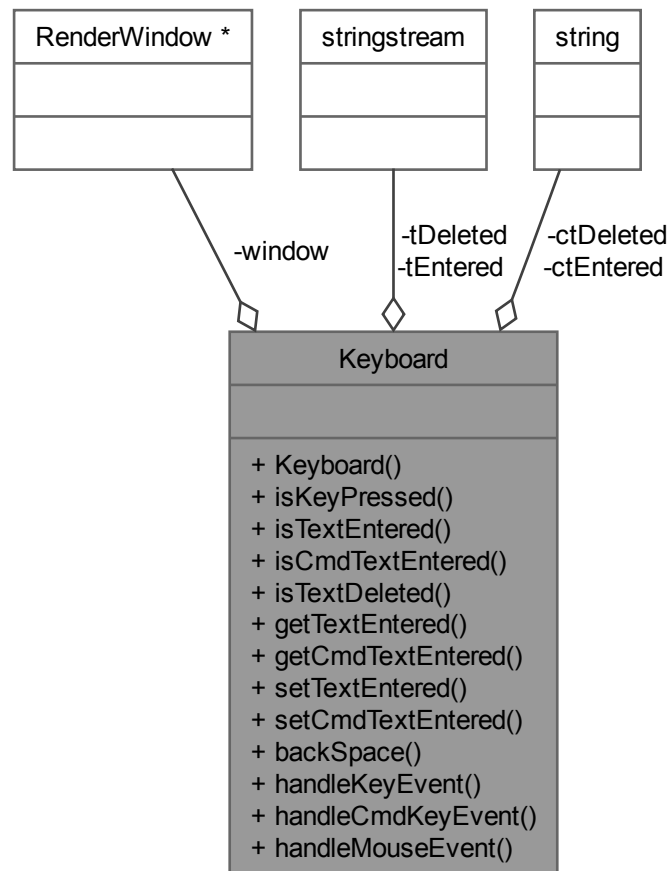 RenderWindow *
stringstream
string
-window
-tDeleted
-tEntered
-ctDeleted
-ctEntered
Keyboard
+ Keyboard()
+ isKeyPressed()
+ isTextEntered()
+ isCmdTextEntered()
+ isTextDeleted()
+ getTextEntered()
+ getCmdTextEntered()
+ setTextEntered()
+ setCmdTextEntered()
+ backSpace()
+ handleKeyEvent()
+ handleCmdKeyEvent()
+ handleMouseEvent()